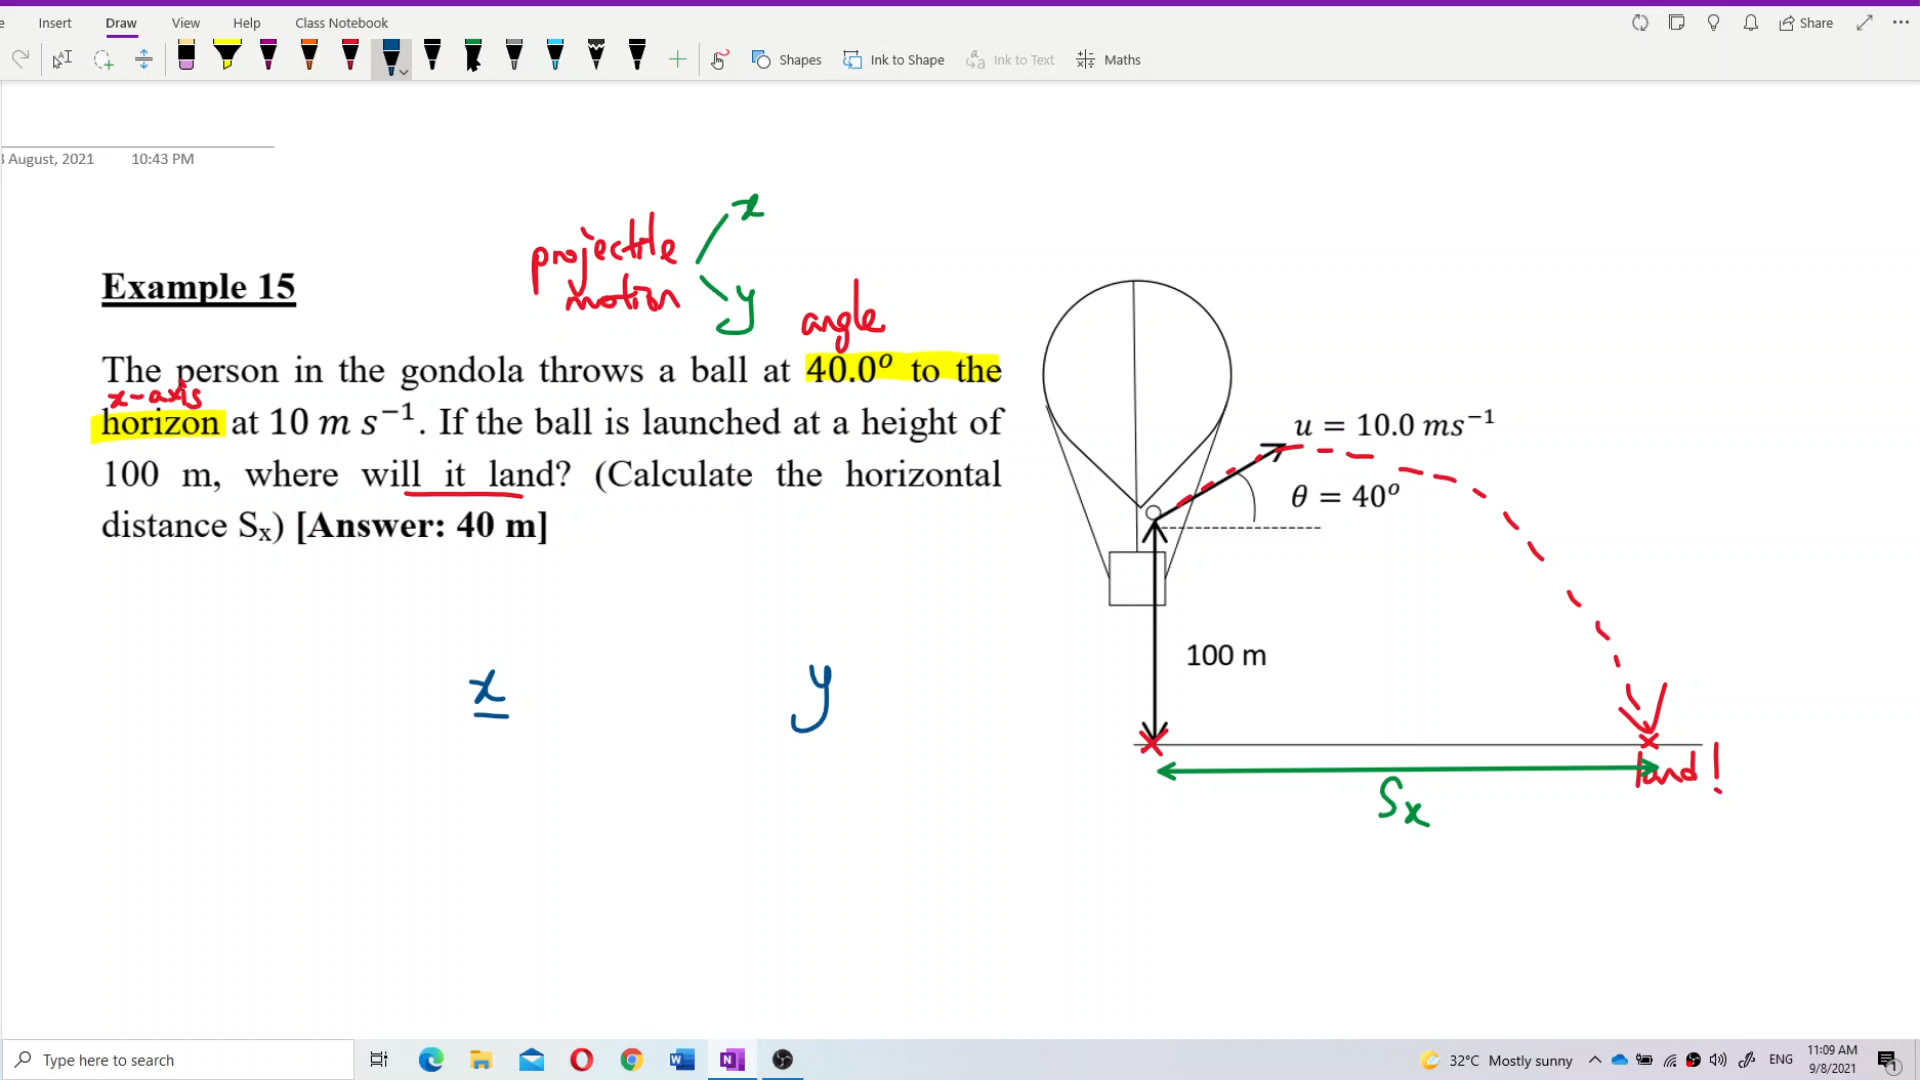 Insert Draw View Help Class Notebook Share
Shapes Ink to Shape Ink to Text Maths
August, 2021 10:43 PM
projectile
motion
x
y
Example 15
angle
The person in the gondola throws a ball at 40.0° to the
x-axis
horizon at 10 m s⁻¹. If the ball is launched at a height of
100 m, where will it land? (Calculate the horizontal
distance Sₓ) [Answer: 40 m]
u = 10.0 ms⁻¹
θ = 40°
100 m
x y
land!
Sx
Type here to search
32°C Mostly sunny
ENG
11:09 AM
9/8/2021
1